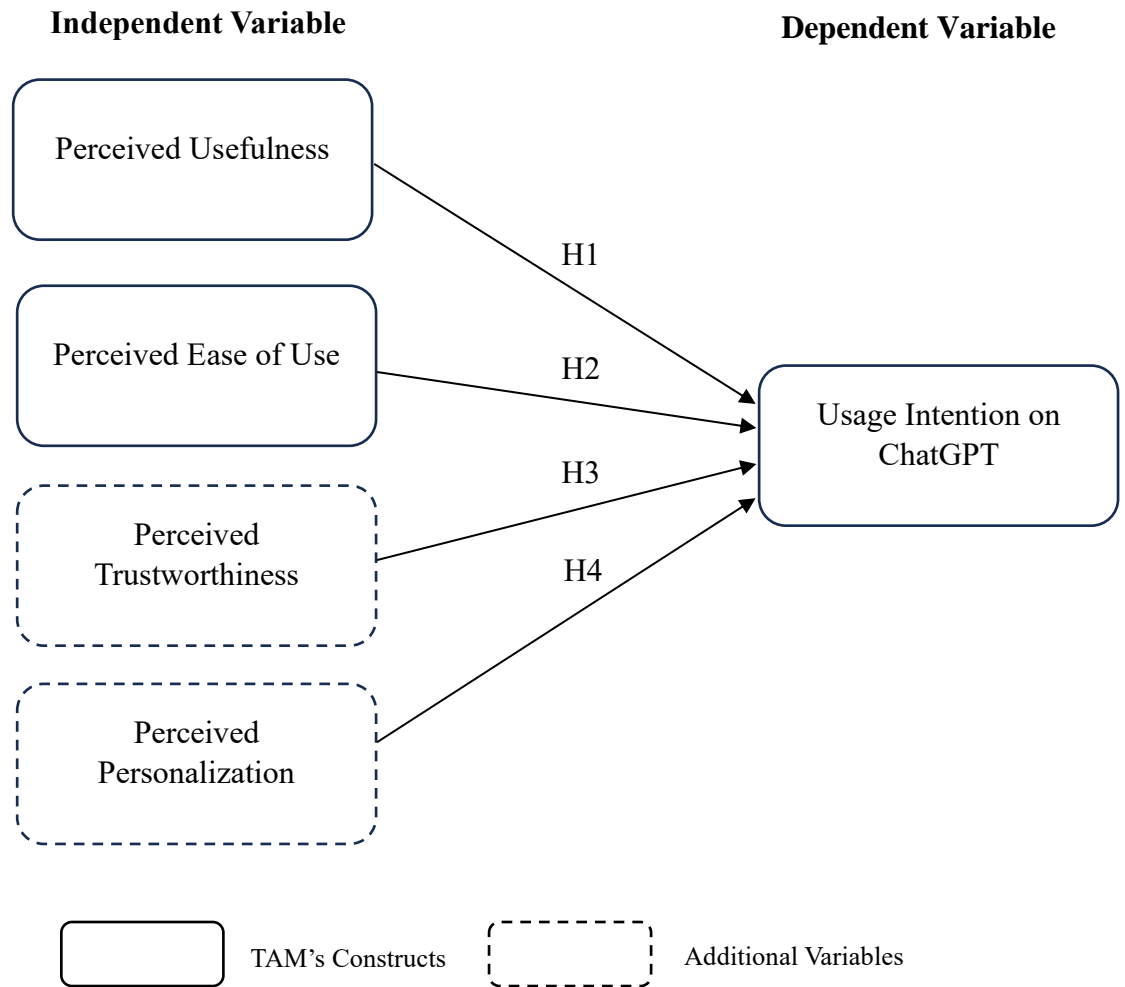 Independent Variable
Dependent Variable
Perceived Usefulness
H1
Perceived Ease of Use
H2
Usage Intention on
ChatGPT
H3
Perceived
Trustworthiness
H4
Perceived
Personalization
TAM’s Constructs
Additional Variables